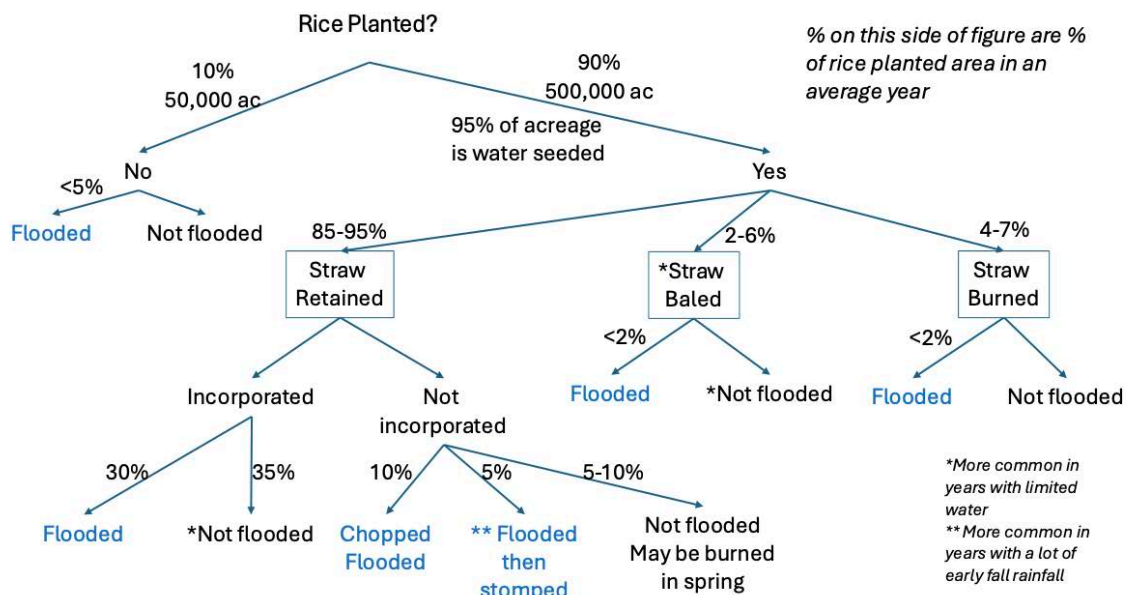 Rice Planted?
% on this side of figure are %
of rice planted area in an
average year
10%
50,000 ac
90%
500,000 ac
95% of acreage
is water seeded
No
Yes
<5%
Flooded
Not flooded
85-95%
2-6%
4-7%
Straw
Retained
*Straw
Baled
Straw
Burned
<2%
<2%
Incorporated
Not
incorporated
Flooded
*Not flooded
Flooded
Not flooded
30%
35%
10%
5%
5-10%
Flooded
*Not flooded
Chopped
Flooded
** Flooded
then
stomped
Not flooded
May be burned
in spring
*More common in
years with limited
water
** More common in
years with a lot of
early fall rainfall